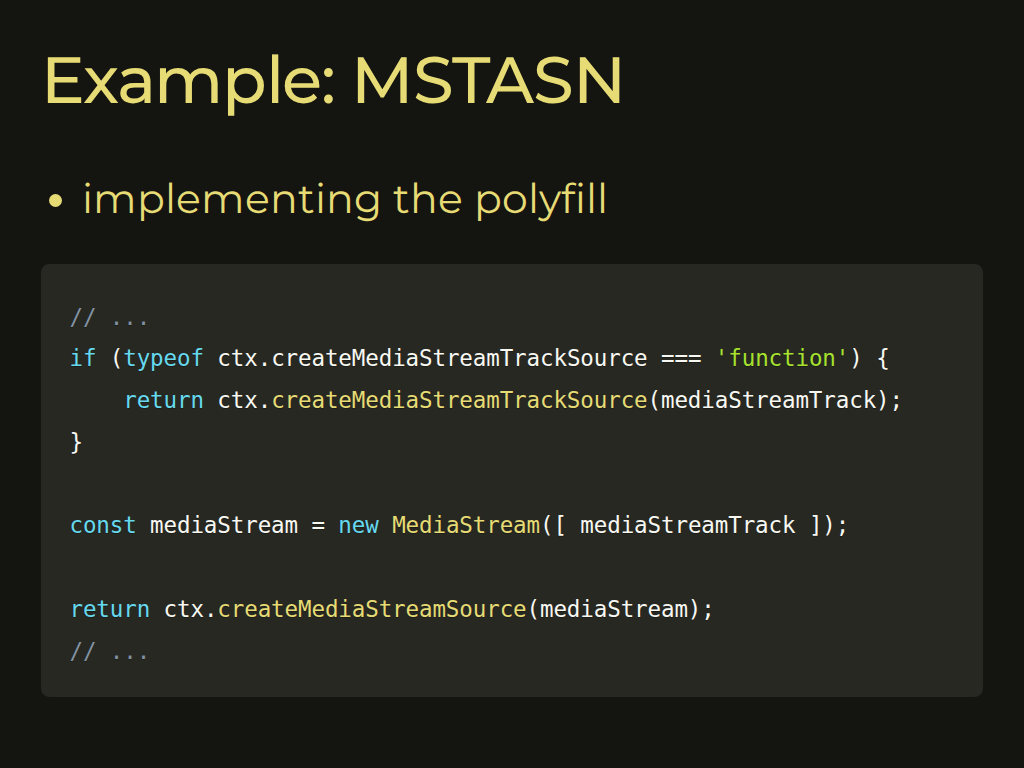 Example: MSTASN
• implementing the polyfill
// ...
if (typeof ctx.createMediaStreamTrackSource === 'function') {
    return ctx.createMediaStreamTrackSource(mediaStreamTrack);
}
const mediaStream = new MediaStream([ mediaStreamTrack ]);
return ctx.createMediaStreamSource(mediaStream);
// ...